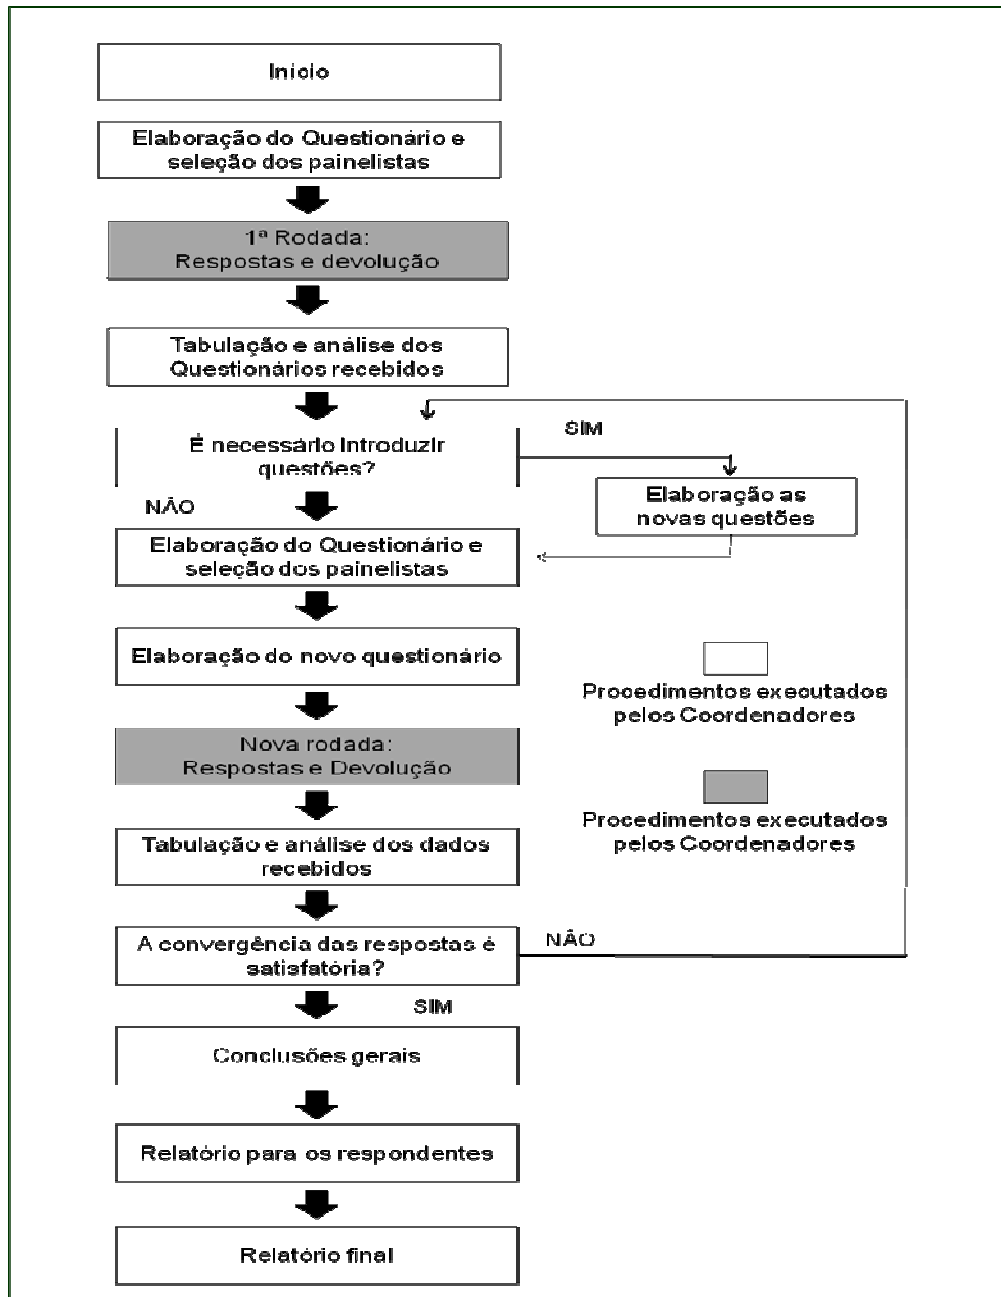 Início
Elaboração do Questionário e
seleção dos painelistas
1ª Rodada:
Respostas e devolução
Tabulação e análise dos
Questionários recebidos
É necessário Introduzir
questões?
SIM
NÃO
Elaboração as
novas questões
Elaboração do Questionário e
seleção dos painelistas
Elaboração do novo questionário
Procedimentos executados
pelos Coordenadores
Nova rodada:
Respostas e Devolução
Procedimentos executados
pelos Coordenadores
Tabulação e análise dos dados
recebidos
A convergência das respostas é
satisfatória?
NÃO
SIM
Conclusões gerais
Relatório para os respondentes
Relatório final